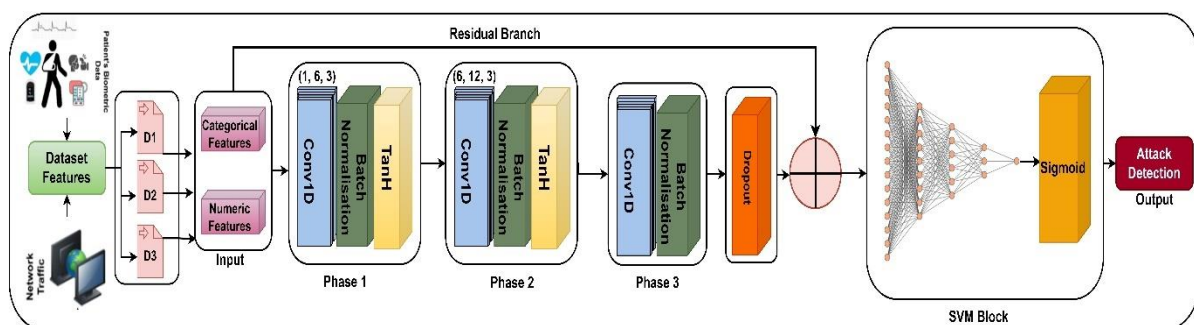 Patient's Biometric
Data
Dataset
Features
Network
Traffic
D1
D2
D3
Categorical
Features
Numeric
Features
Input
Residual Branch
(1, 6, 3)
Conv1D
Batch
Normalisation
TanH
Phase 1
(6, 12, 3)
Conv1D
Batch
Normalisation
TanH
Phase 2
Conv1D
Batch
Normalisation
Phase 3
Dropout
Sigmoid
SVM Block
Attack
Detection
Output